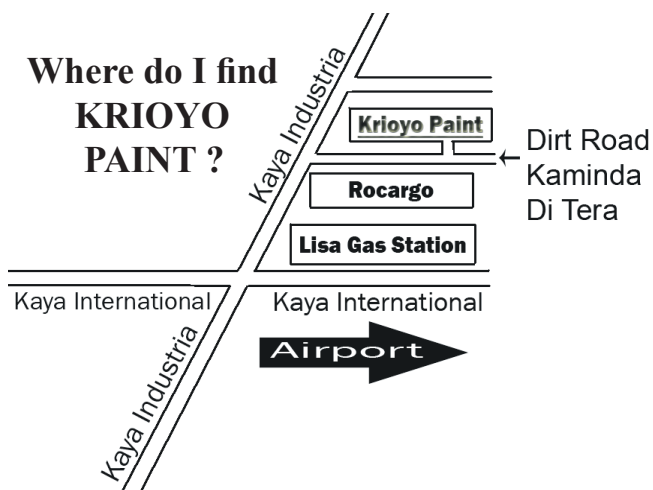 Where do I find
KRIOYO
PAINT ?
Kaya Industria
Krioyo Paint
Dirt Road
Kaminda
Di Tera
Rocargo
Lisa Gas Station
Kaya International
Kaya International
Airport
Kaya Industria